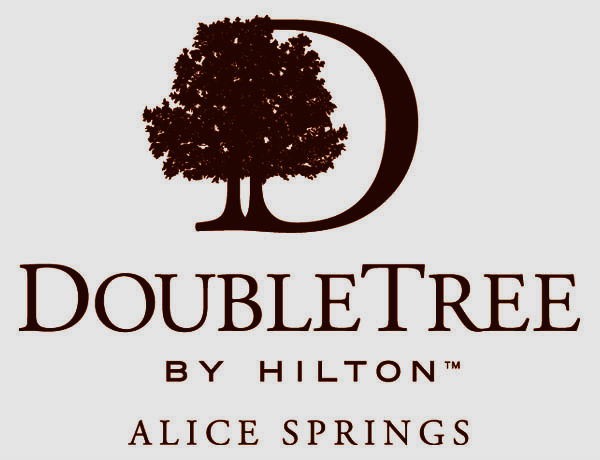 D
DOUBLETREE
BY HILTON™
ALICE SPRINGS